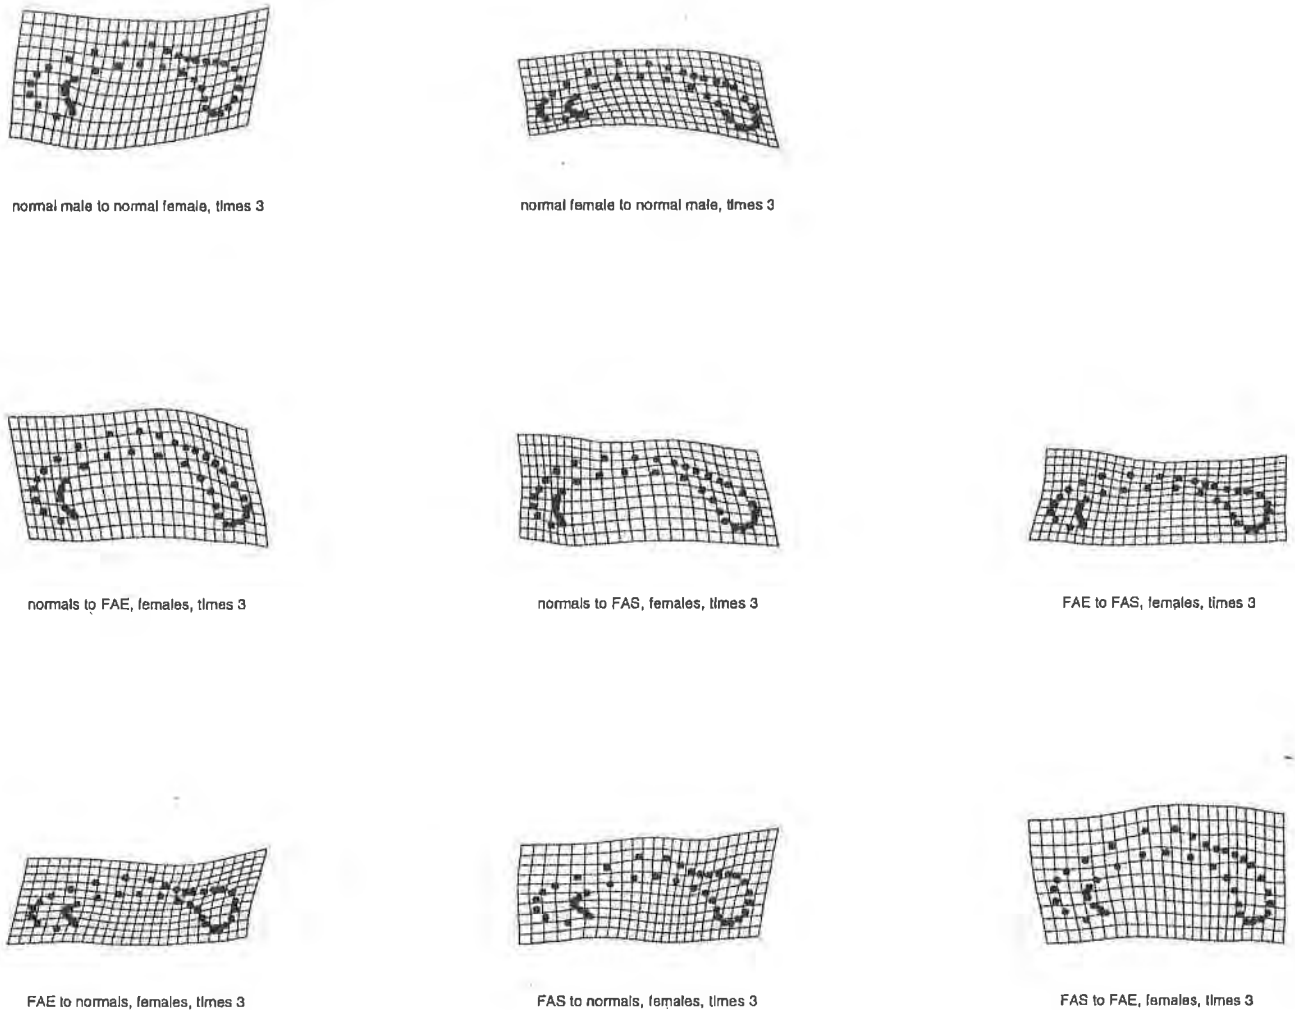 normal male to normal female, times 3
normal female to normal male, times 3
normals to FAE, females, times 3
normals to FAS, females, times 3
FAE to FAS, females, times 3
FAE to normals, females, times 3
FAS to normals, females, times 3
FAS to FAE, females, times 3